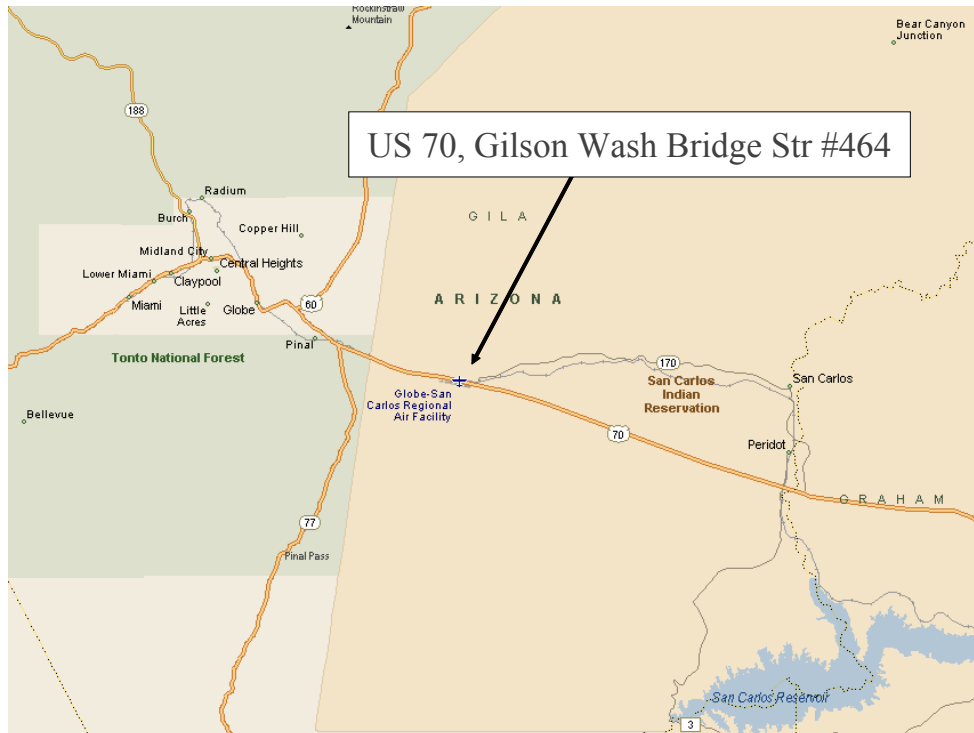 Rockinstraw
Mountain
Bear Canyon
Junction
188
US 70, Gilson Wash Bridge Str #464
Radium
Burch
GILA
Copper Hill
Midland City
Central Heights
Lower Miami
Claypool
Miami
Little
Acres
Globe
60
ARIZONA
Pinal
Tonto National Forest
170
San Carlos
San Carlos
Indian
Reservation
Globe-San
Carlos Regional
Air Facility
Bellevue
70
Peridot
GRAHAM
77
Pinal Pass
San Carlos Reservoir
3